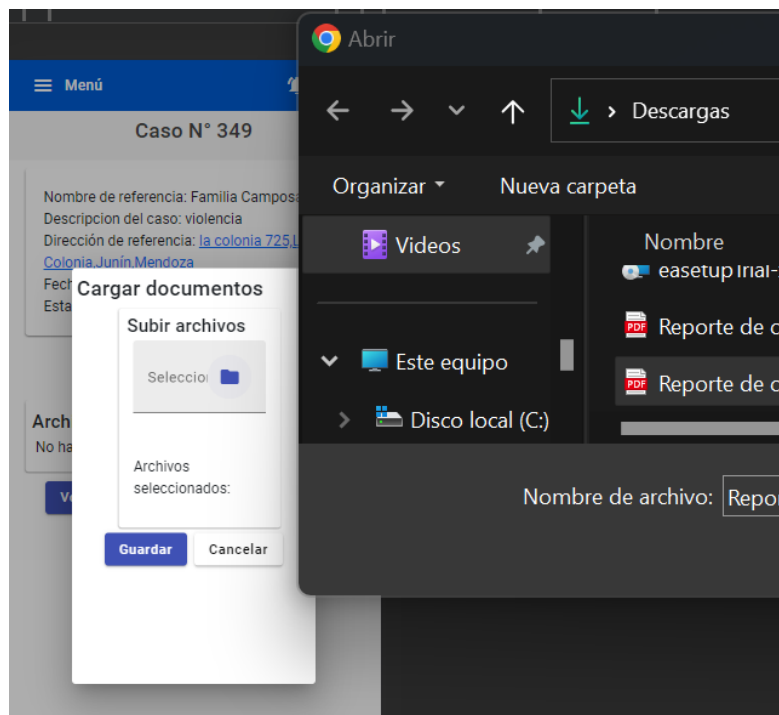 Menú
Caso N° 349
Nombre de referencia: Familia
Descripcion del caso: violencia
Dirección de referencia: la colonia 725,
Colonia,Junín,Mendoza
Cargar documentos
Subir archivos
Archivos
seleccionados:
Guardar Cancelar
No
Abrir
Descargas
Organizar Nueva carpeta
Videos
Este equipo
Disco local (C:)
Nombre
Reporte de
PDF Reporte de
Nombre de archivo: